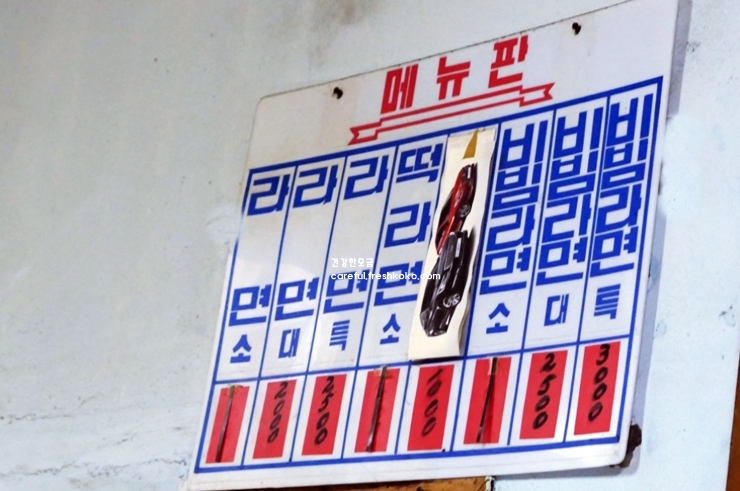 메뉴판
라면 소
라면 대
라면 특
떡라면 소
비빔라면 소
비빔라면 대
비빔라면 특
2000
2500
1000
2500
3000
건강한모금
careful.freshkoko.com